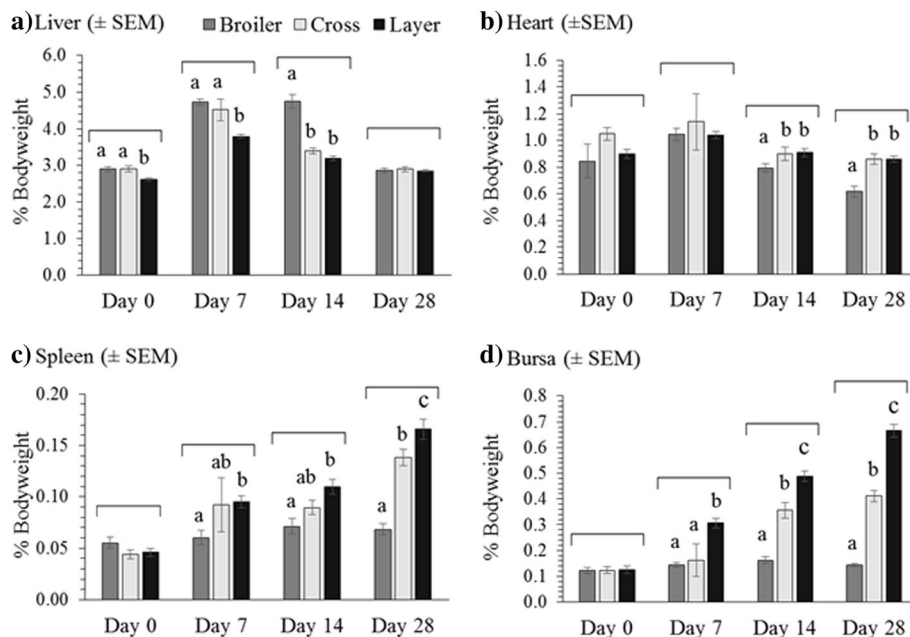 a) Liver (± SEM) Broiler Cross Layer
% Bodyweight
6.0
5.0
4.0
3.0
2.0
1.0
0.0
a a b
a a b
a b b
Day 0 Day 7 Day 14 Day 28
b) Heart (±SEM)
% Bodyweight
1.6
1.4
1.2
1.0
0.8
0.6
0.4
0.2
0.0
a b b
a b b
Day 0 Day 7 Day 14 Day 28
c) Spleen (± SEM)
% Bodyweight
0.20
0.15
0.10
0.05
0.00
a ab b
a ab b
a b c
Day 0 Day 7 Day 14 Day 28
d) Bursa (± SEM)
% Bodyweight
0.8
0.7
0.6
0.5
0.4
0.3
0.2
0.1
0.0
a a b
a b c
a b c
Day 0 Day 7 Day 14 Day 28